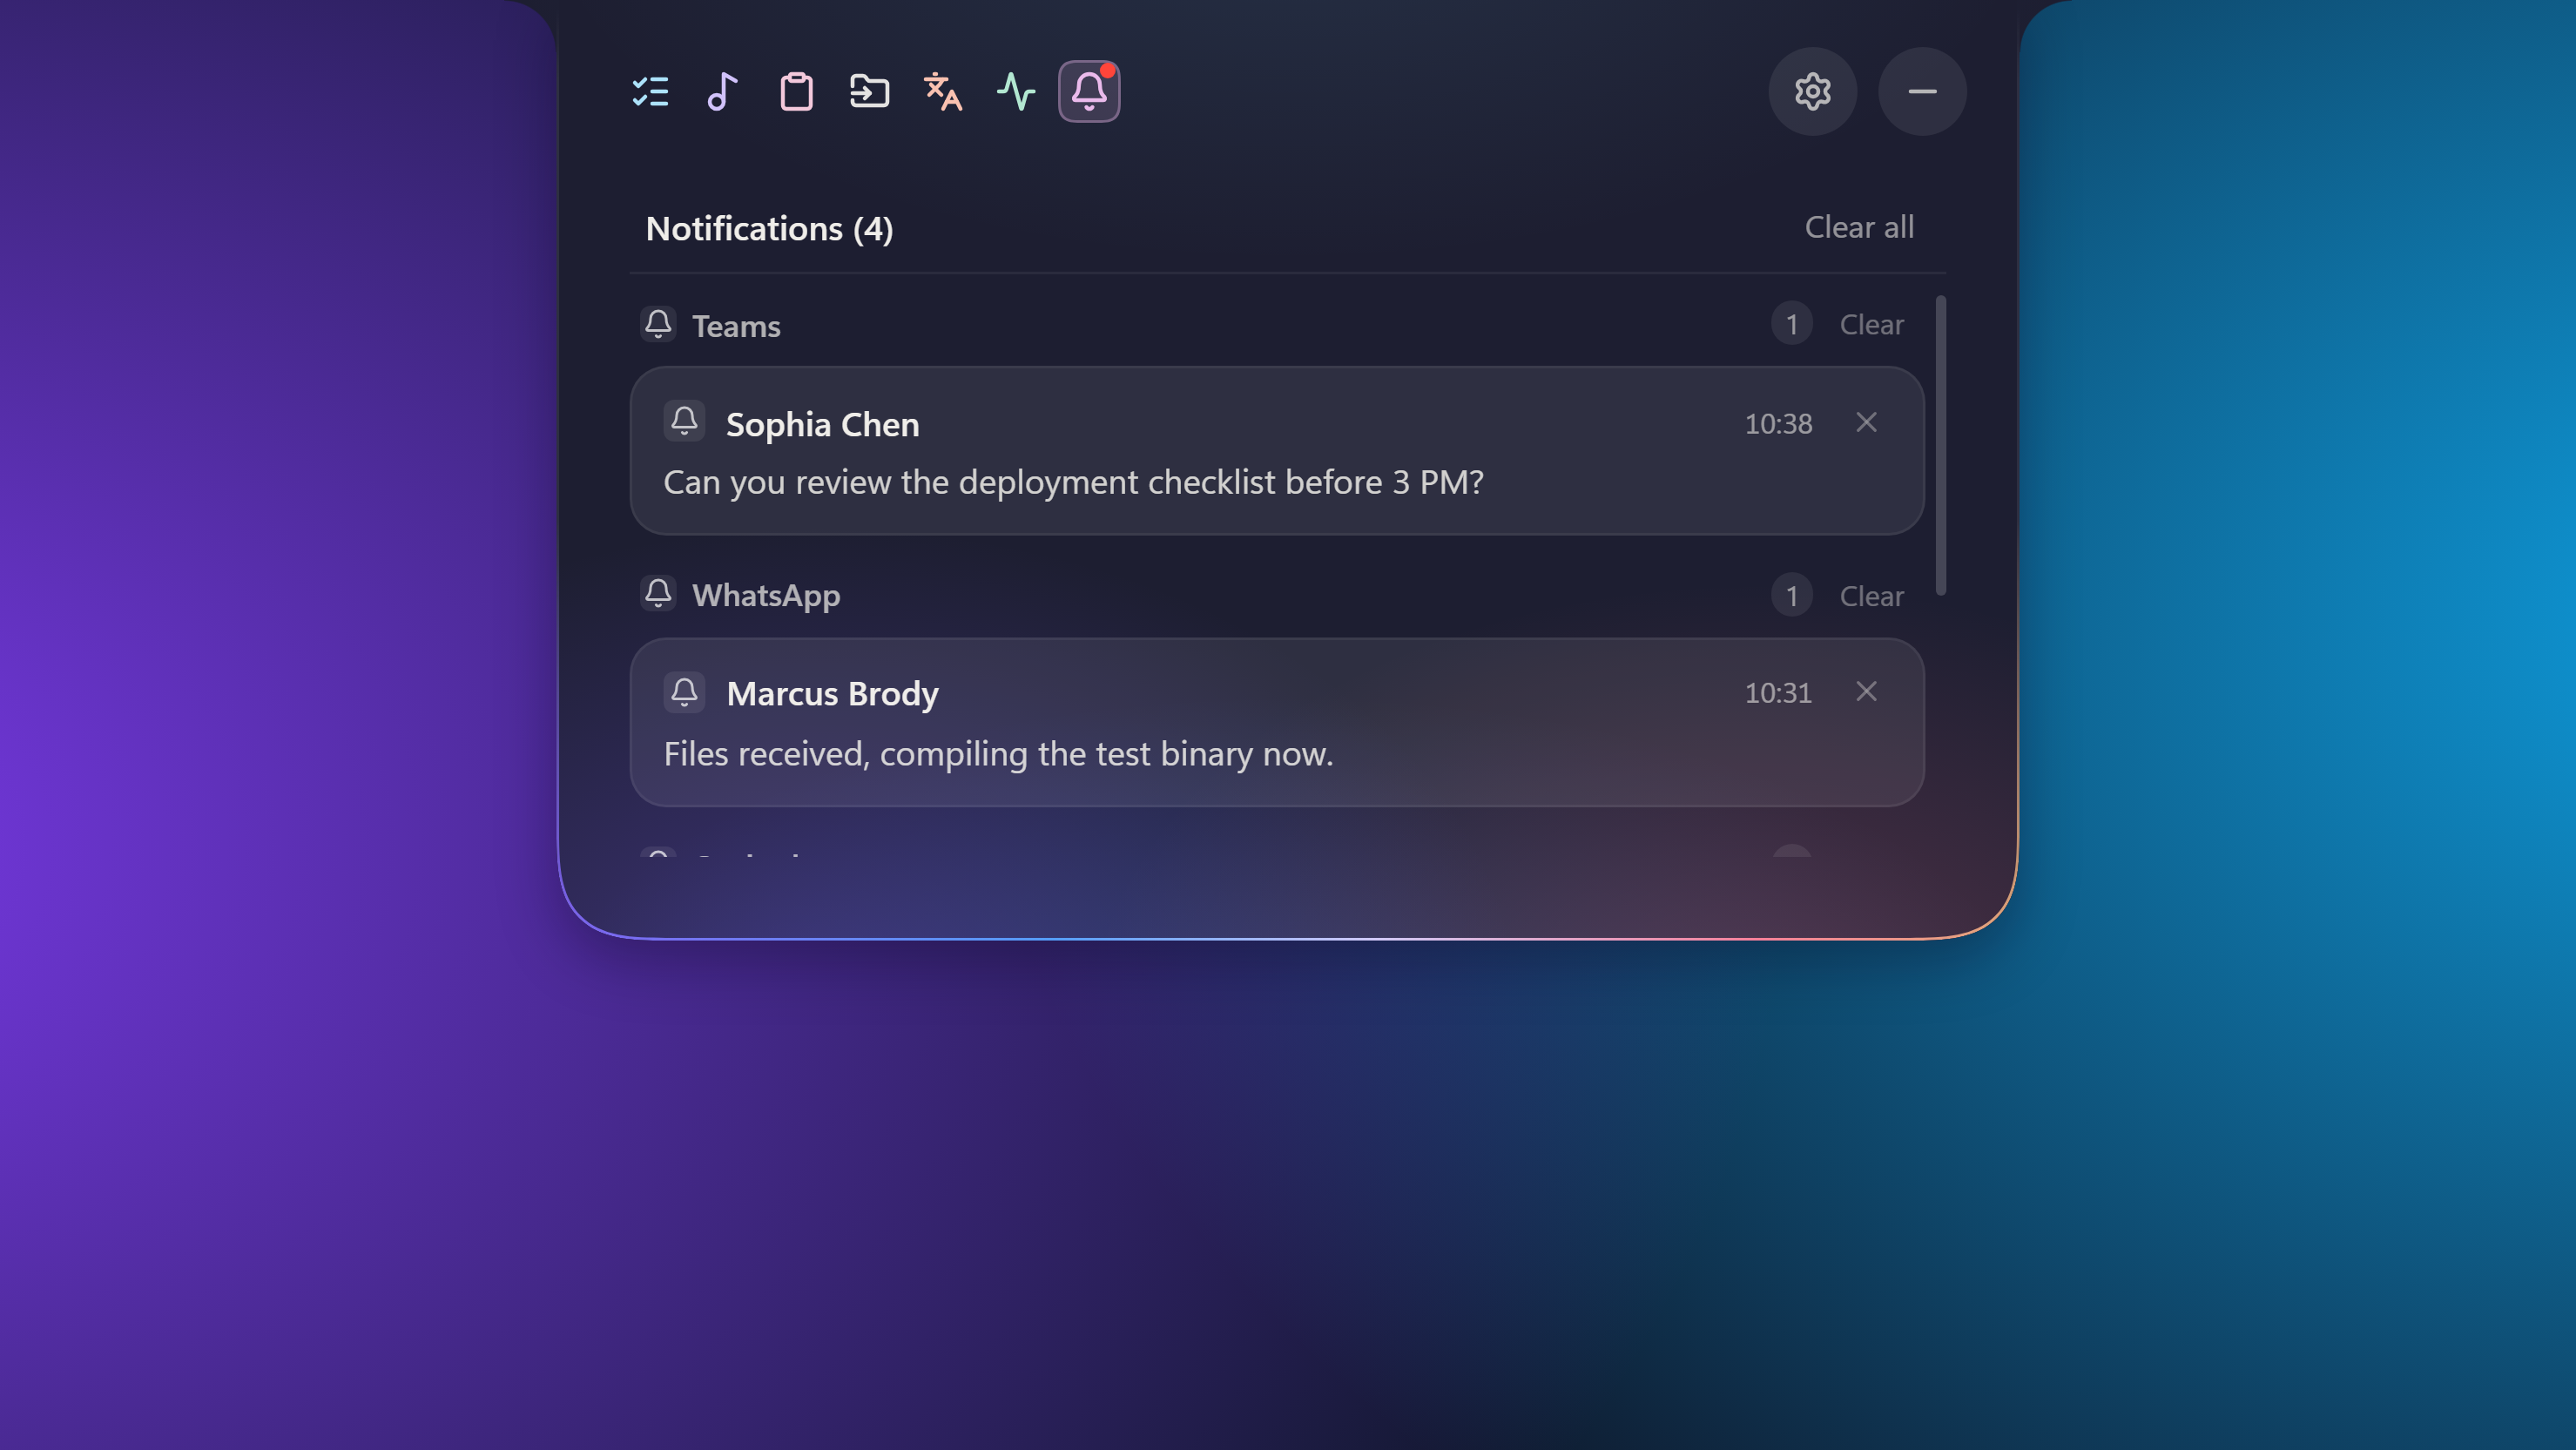 Notifications (4)
Clear all
Teams
1
Clear
Sophia Chen
10:38
Can you review the deployment checklist before 3 PM?
WhatsApp
1
Clear
Marcus Brody
10:31
Files received, compiling the test binary now.